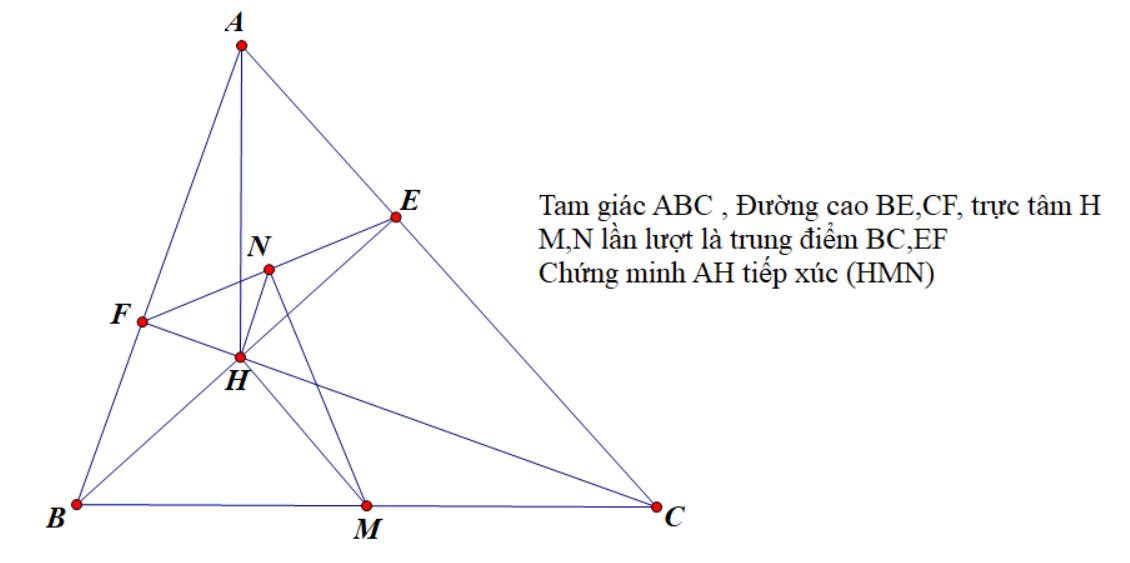 A
E
N
Tam giác ABC , Đường cao BE,CF, trực tâm H
M,N lần lượt là trung điểm BC,EF
Chứng minh AH tiếp xúc (HMN)
F
H
B
M
C